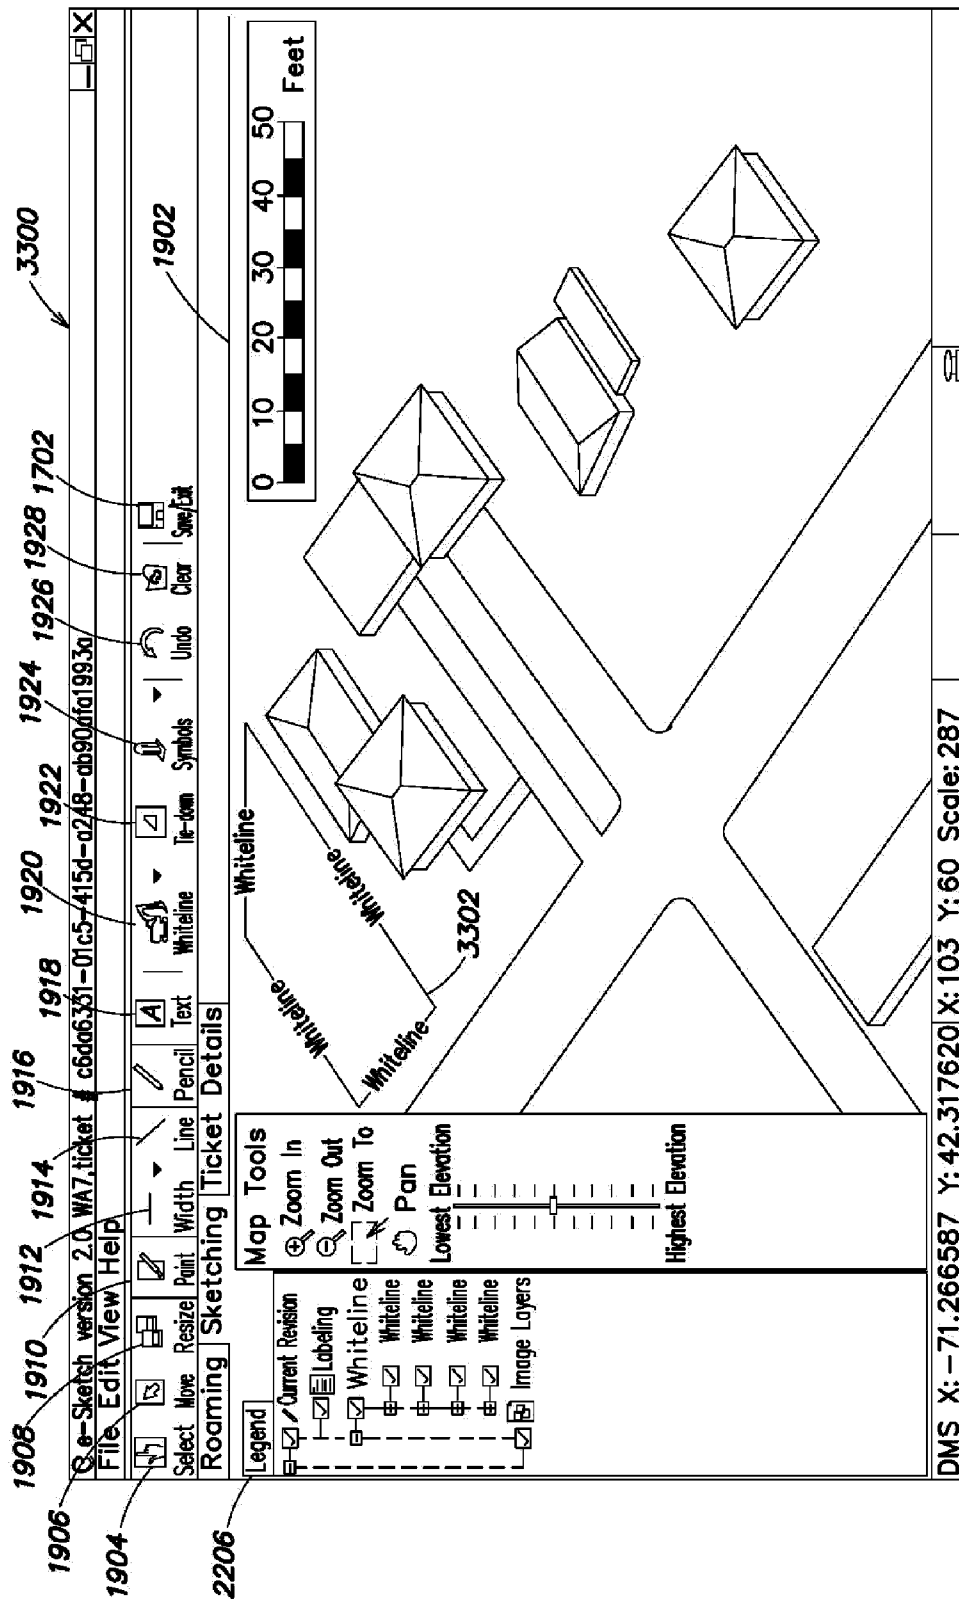 3300
1904
1906
1908
1910
1912
1914
1916
1918
1920
1922
1924
1926
1928
1702
1902
e-Sketch version 2.0 WA7,ticket # c6da6331-01c5-415d-a248-ab90afa1993a
File Edit View Help
Select Move Resize Paint Width Line Pencil Text Whiteline Tie-down Symbols Undo Clear Save/Exit
Roaming Sketching Ticket Details
2206
Legend
Current Revision
Labeling
Whiteline
Whiteline
Whiteline
Whiteline
Whiteline
Image Layers
Map Tools
Zoom In
Zoom Out
Zoom To
Pan
Lowest Elevation
Highest Elevation
0 10 20 30 40 50
Feet
Whiteline
Whiteline
Whiteline
Whiteline
3302
DMS X: -71.266587 Y: 42.317620 X: 103 Y: 60 Scale: 287